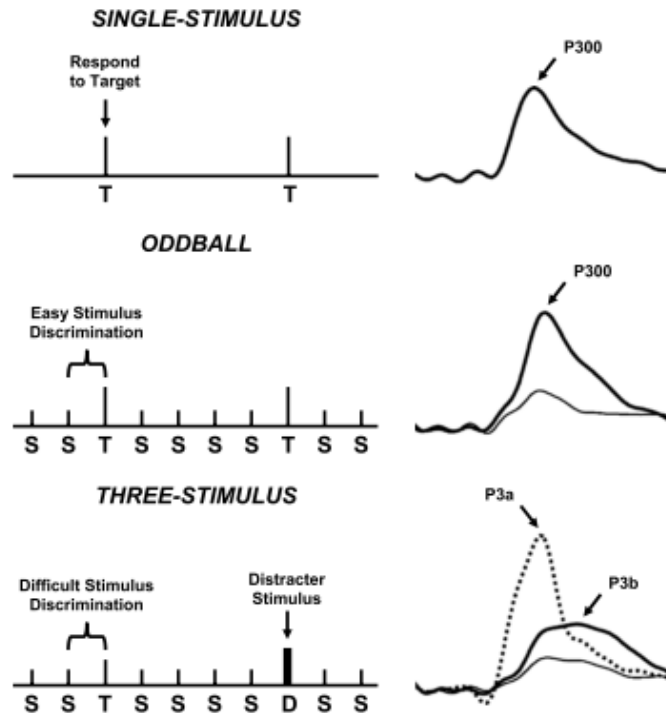 SINGLE-STIMULUS
Respond
to Target
T T
P300
ODDBALL
Easy Stimulus
Discrimination
S S T S S S S T S S
P300
THREE-STIMULUS
Difficult Stimulus
Discrimination
Distracter
Stimulus
S S T S S S S D S S
P3a
P3b